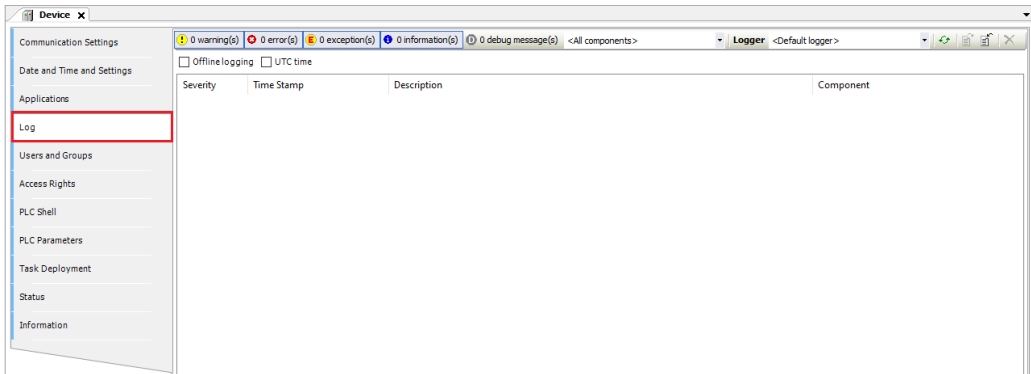 Device
Communication Settings
Date and Time and Settings
Applications
Log
Users and Groups
Access Rights
PLC Shell
PLC Parameters
Task Deployment
Status
Information
0 warning(s) 0 error(s) E 0 exception(s) 0 information(s) D 0 debug message(s) <All components> Logger <Default logger>
Offline logging UTC time
Severity Time Stamp Description Component